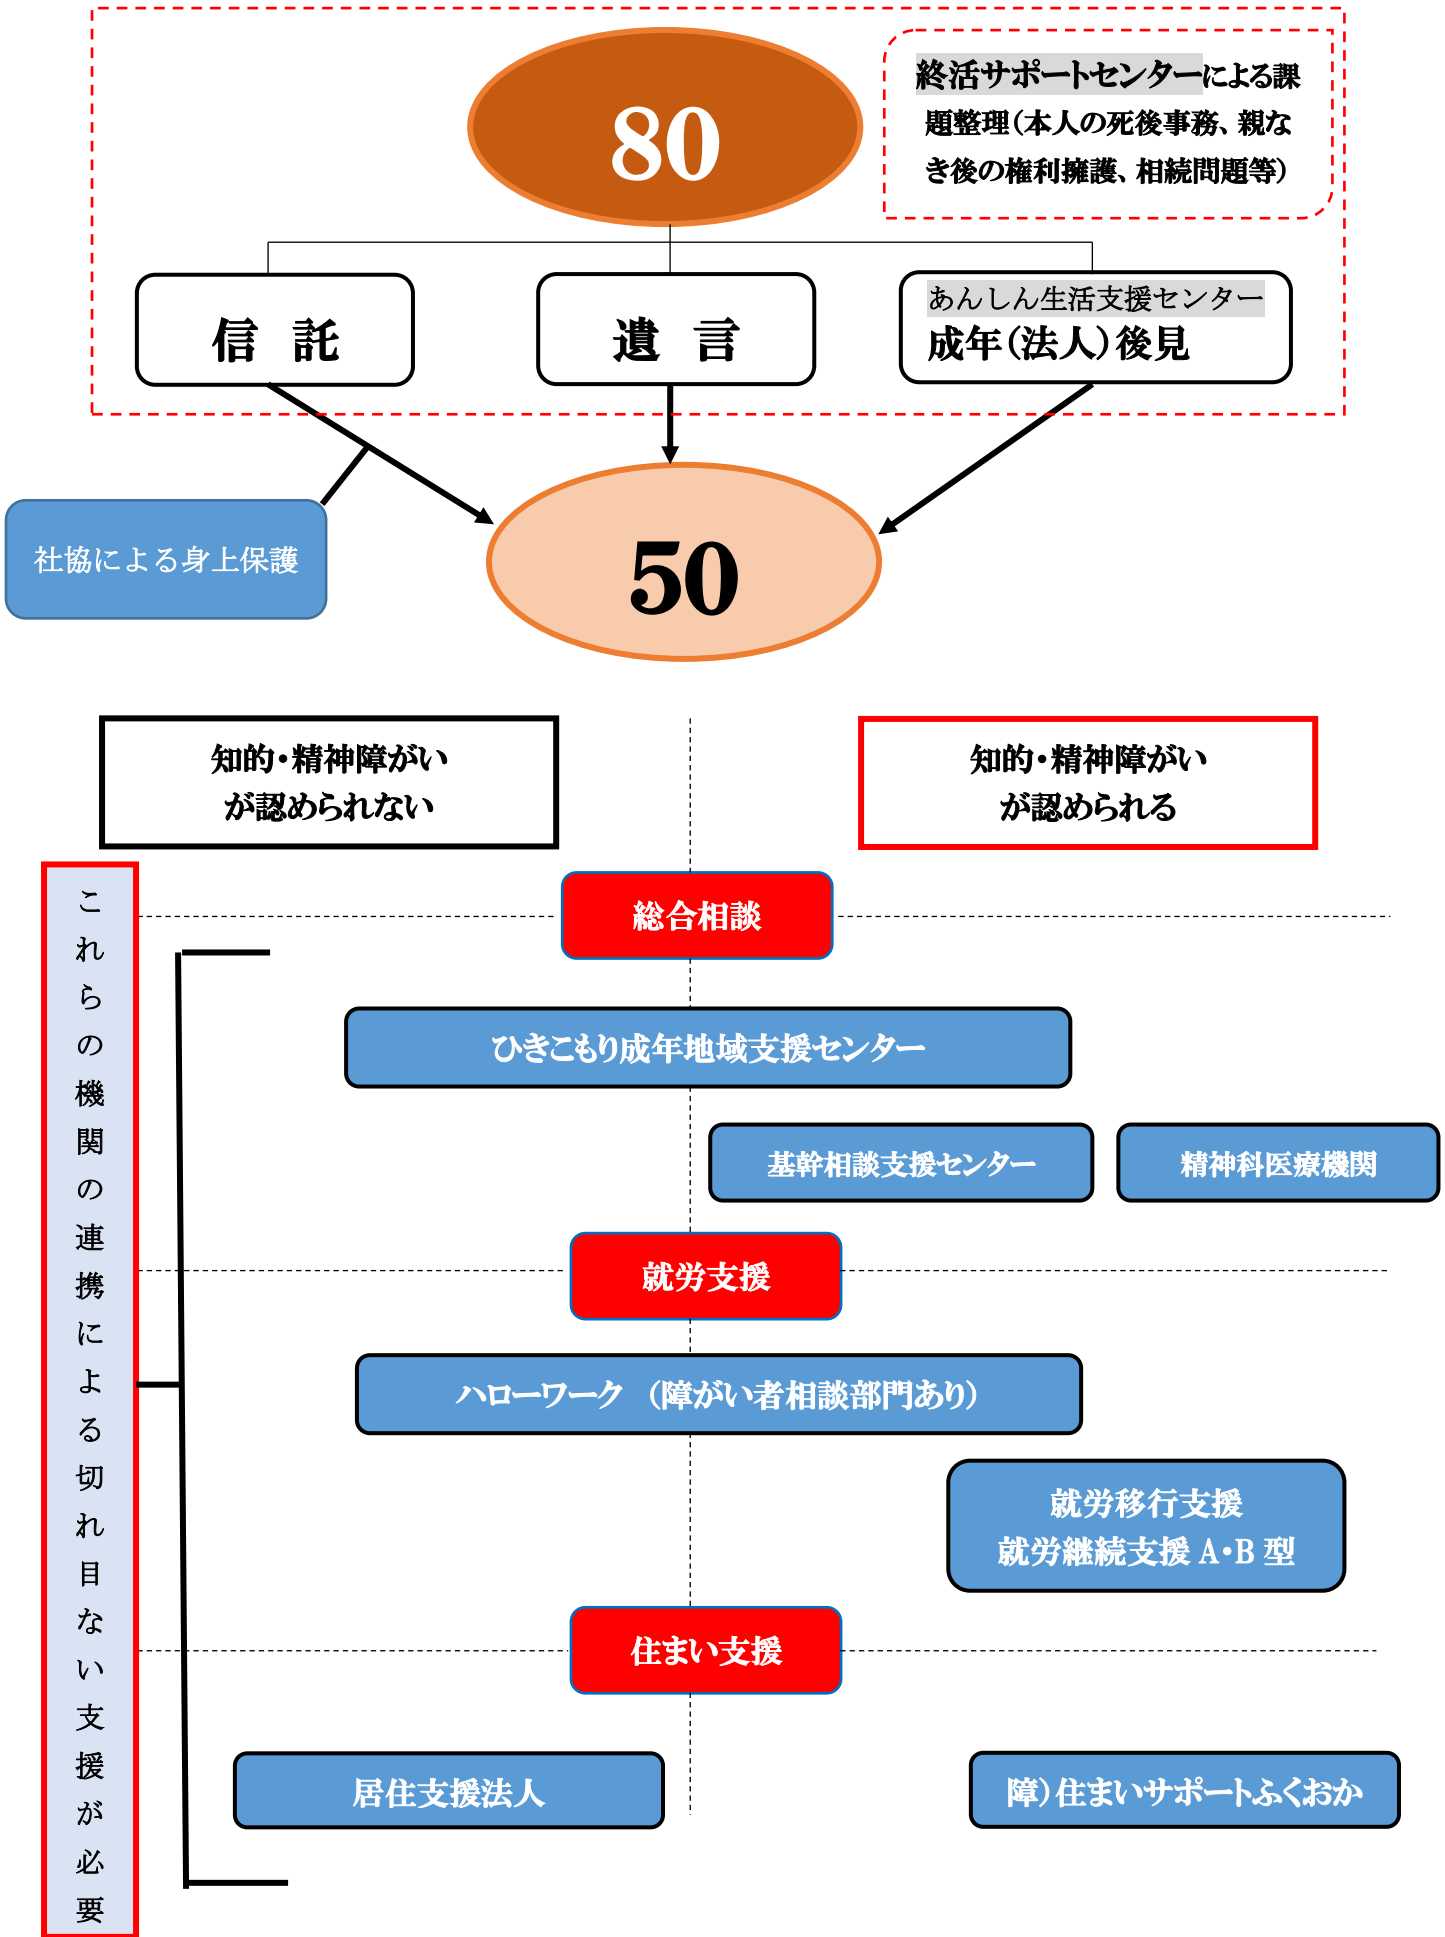 80
終活サポートセンターによる課
題整理(本人の死後事務、親な
き後の権利擁護、相続問題等)
信　託
遺　言
あんしん生活支援センター
成年(法人)後見
社協による身上保護
50
知的・精神障がい
が認められない
知的・精神障がい
が認められる
これらの機関の連携による切れ目ない支援が必要
総合相談
ひきこもり成年地域支援センター
基幹相談支援センター
精神科医療機関
就労支援
ハローワーク　(障がい者相談部門あり)
就労移行支援
就労継続支援 A・B 型
住まい支援
居住支援法人
障)住まいサポートふくおか